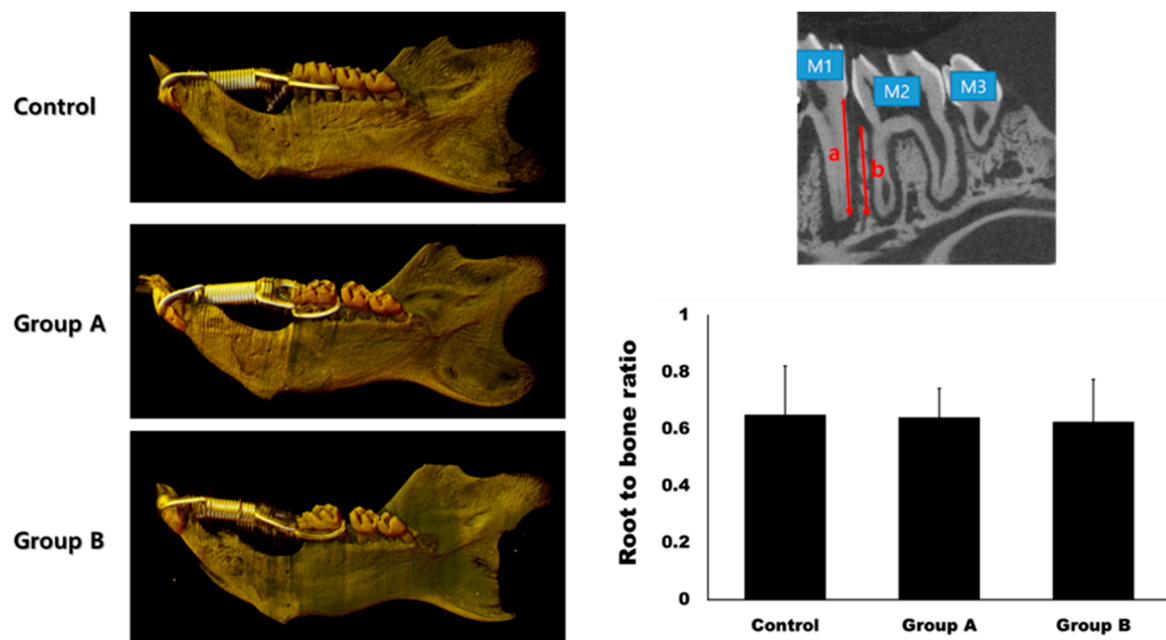 Control
Group A
Group B
M1
M2
M3
a
b
Root to bone ratio
1
0.8
0.6
0.4
0.2
0
Control
Group A
Group B